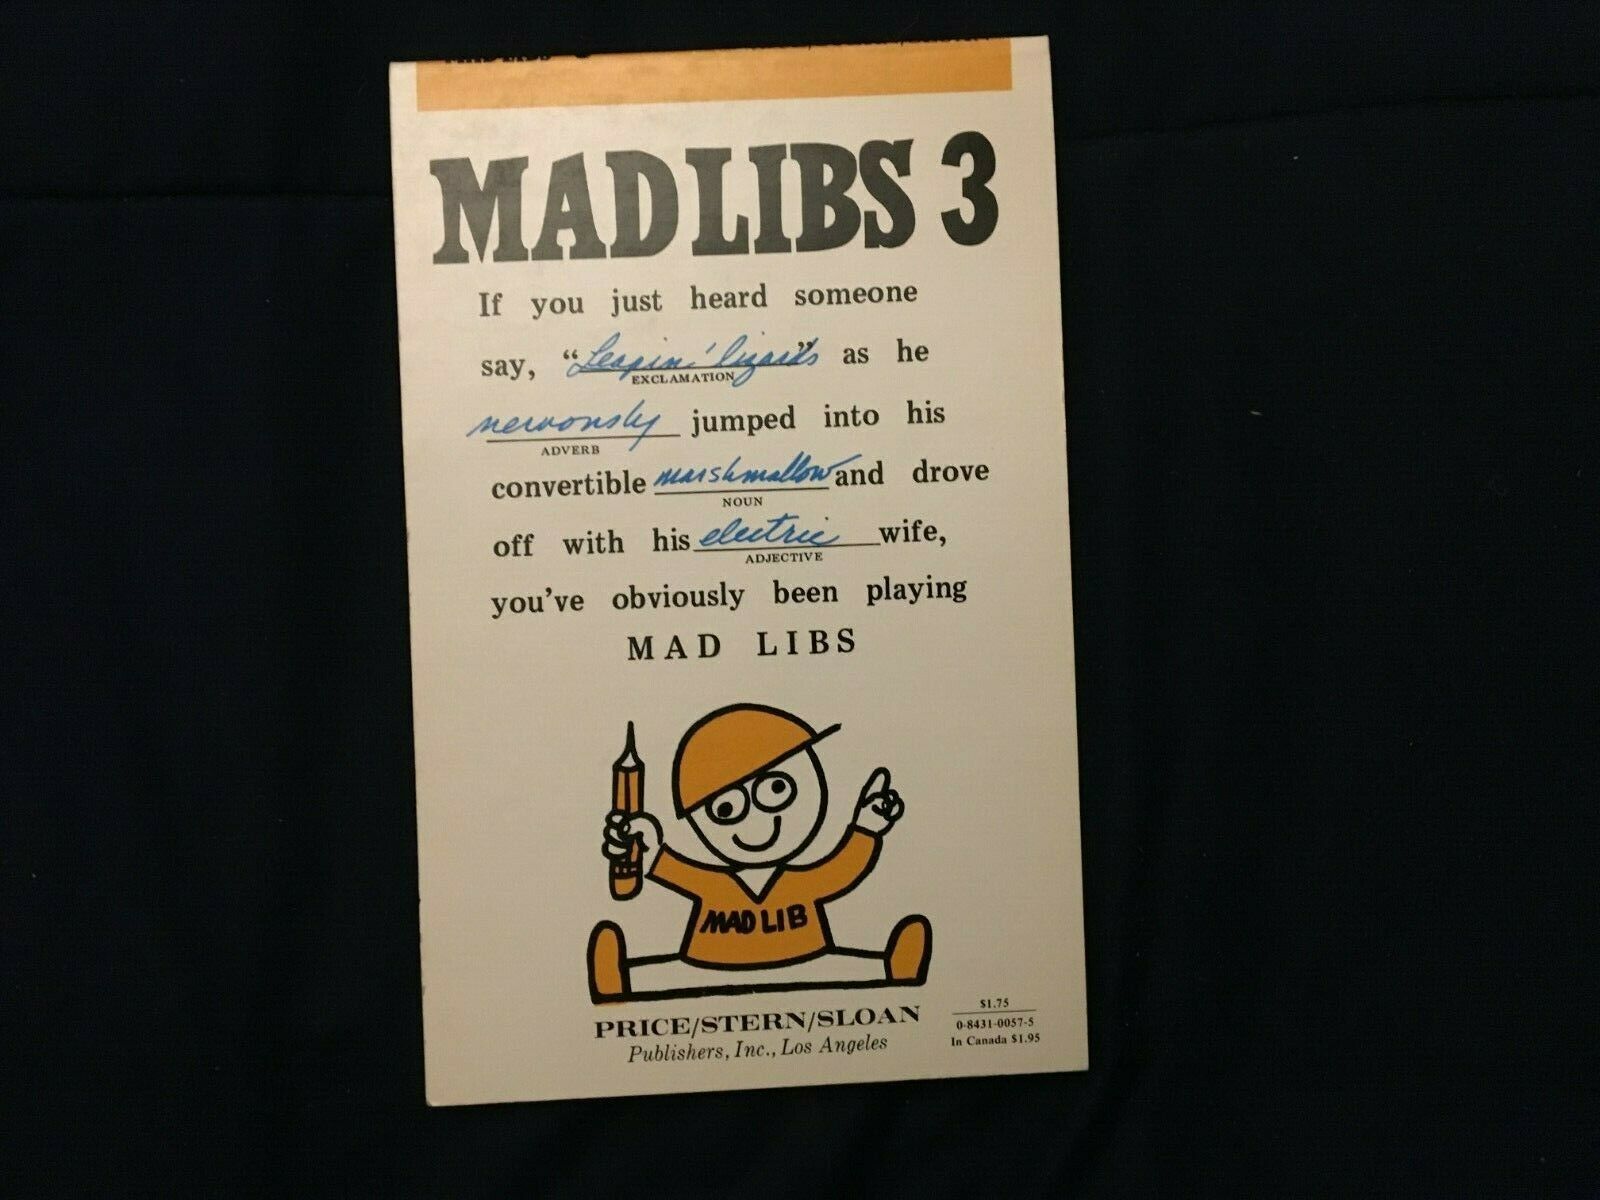 MAD LIBS 3
If you just heard someone
say, “Leapin' lizards” as he
EXCLAMATION
nervously jumped into his
ADVERB
convertible marshmallow and drove
NOUN
off with his electric wife,
ADJECTIVE
you've obviously been playing
MAD LIBS
MAD LIB
PRICE/STERN/SLOAN
Publishers, Inc., Los Angeles
$1.75
0-8431-0057-5
In Canada $1.95